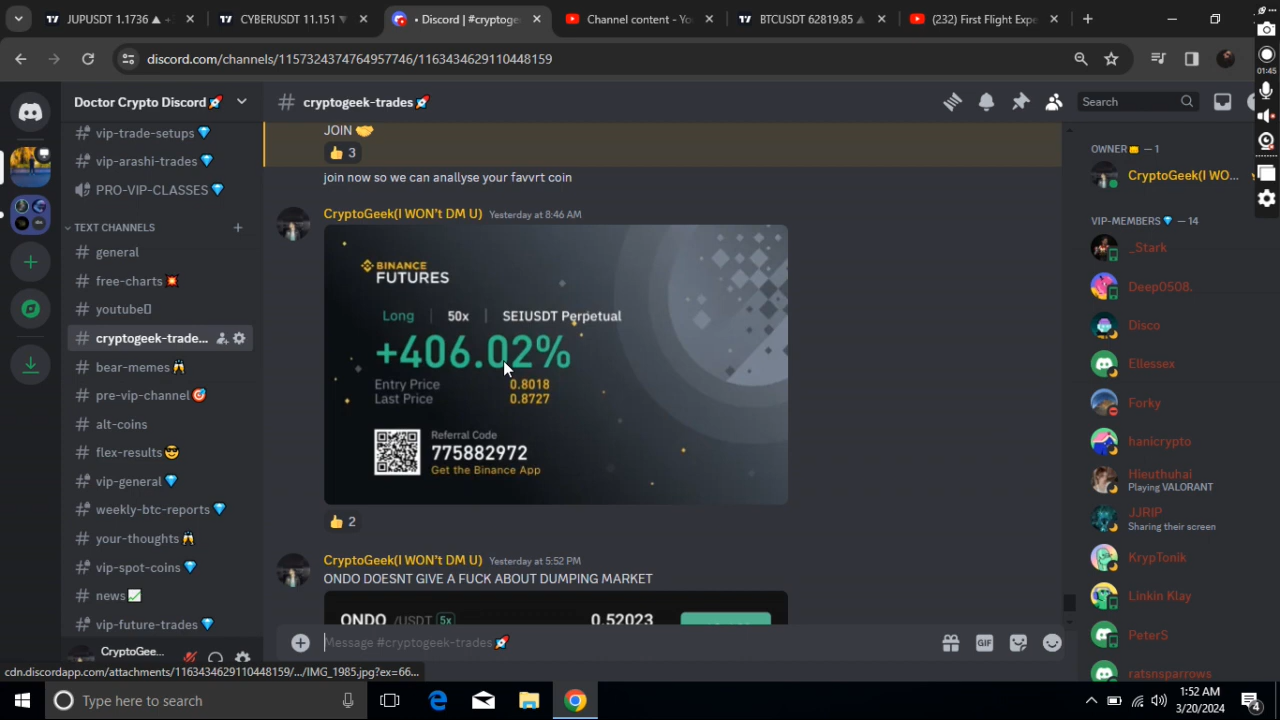 JUPUSDT 1.1736
CYBERUSDT 11.151
• Discord | #cryptoge
Channel content - Yo
BTCUSDT 62819.85
(232) First Flight Expe
discord.com/channels/1157324374764957746/1163434629110448159
01:45
Doctor Crypto Discord🚀
# cryptogeek-trades🚀
Search
vip-trade-setups💎
vip-arashi-trades💎
PRO-VIP-CLASSES💎
TEXT CHANNELS
general
free-charts💥
youtube
cryptogeek-trade...
bear-memes
pre-vip-channel🎯
alt-coins
flex-results😎
vip-general💎
weekly-btc-reports💎
your-thoughts
vip-spot-coins💎
news📈
vip-future-trades💎
CryptoGee...
JOIN 🤝
👍 3
join now so we can anallyse your favvrt coin
CryptoGeek(I WON'T DM U) Yesterday at 8:46 AM
BINANCE
FUTURES
Long | 50x | SEIUSDT Perpetual
+406.02%
Entry Price 0.8018
Last Price 0.8727
Referral Code
775882972
Get the Binance App
👍 2
CryptoGeek(I WON'T DM U) Yesterday at 5:52 PM
ONDO DOESNT GIVE A FUCK ABOUT DUMPING MARKET
ONDO /USDT 5x 0.52023
Message #cryptogeek-trades🚀
GIF
OWNER👑 — 1
CryptoGeek(I WO...
VIP-MEMBERS💎 — 14
_Stark
Deep0508.
Disco
Ellessex
Forky
hanicrypto
Hieuthuhai
Playing VALORANT
JJRIP
Sharing their screen
KrypTonik
Linkin Klay
PeterS
ratsnsparrows
cdn.discordapp.com/attachments/1163434629110448159/.../IMG_1985.jpg?ex=66...
Type here to search
1:52 AM
3/20/2024
4